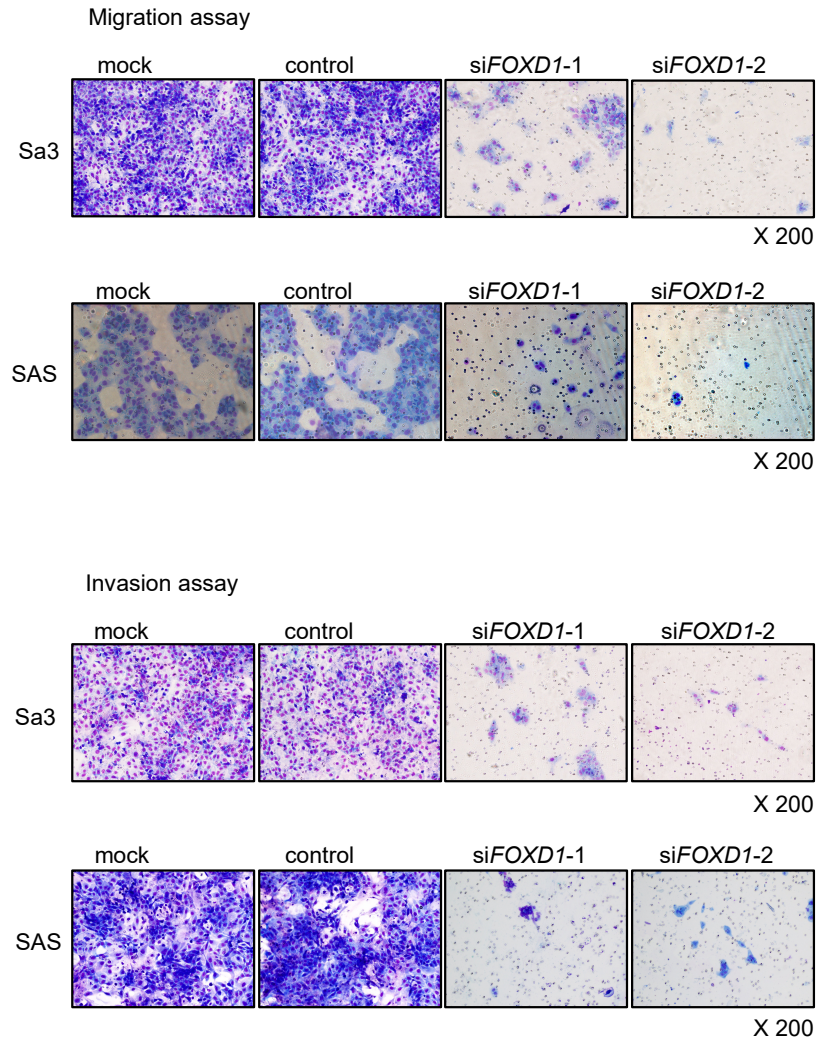 Migration assay
mock control siFOXD1-1 siFOXD1-2
Sa3
X 200
mock control siFOXD1-1 siFOXD1-2
SAS
X 200
Invasion assay
mock control siFOXD1-1 siFOXD1-2
Sa3
X 200
mock control siFOXD1-1 siFOXD1-2
SAS
X 200